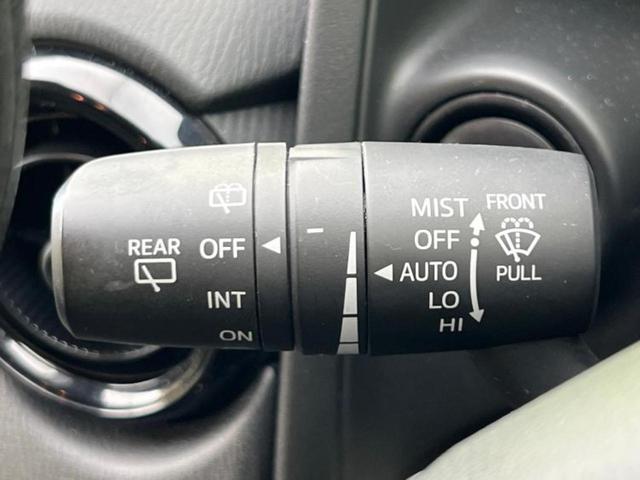 REAR
OFF
INT
ON
MIST
OFF
AUTO
LO
HI
FRONT
PULL